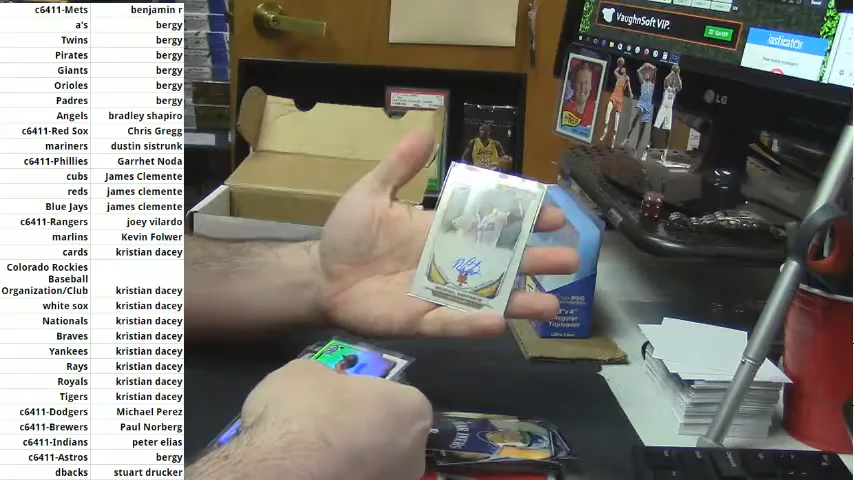 c6411-Mets benjamin r
a's bergy
Twins bergy
Pirates bergy
Giants bergy
Orioles bergy
Padres bergy
Angels bradley shapiro
c6411-Red Sox Chris Gregg
mariners dustin sistrunk
c6411-Phillies Garrhet Noda
cubs James Clemente
reds james clemente
Blue Jays james clemente
c6411-Rangers joey vilardo
marlins Kevin Folwer
cards kristian dacey
Colorado Rockies
Baseball
Organization/Club kristian dacey
white sox kristian dacey
Nationals kristian dacey
Braves kristian dacey
Yankees kristian dacey
Rays kristian dacey
Royals kristian dacey
Tigers kristian dacey
c6411-Dodgers Michael Perez
c6411-Brewers Paul Norberg
c6411-Indians peter elias
c6411-Astros bergy
dbacks stuart drucker
VaughnSoft VIP.
LG
Regular
Toploader